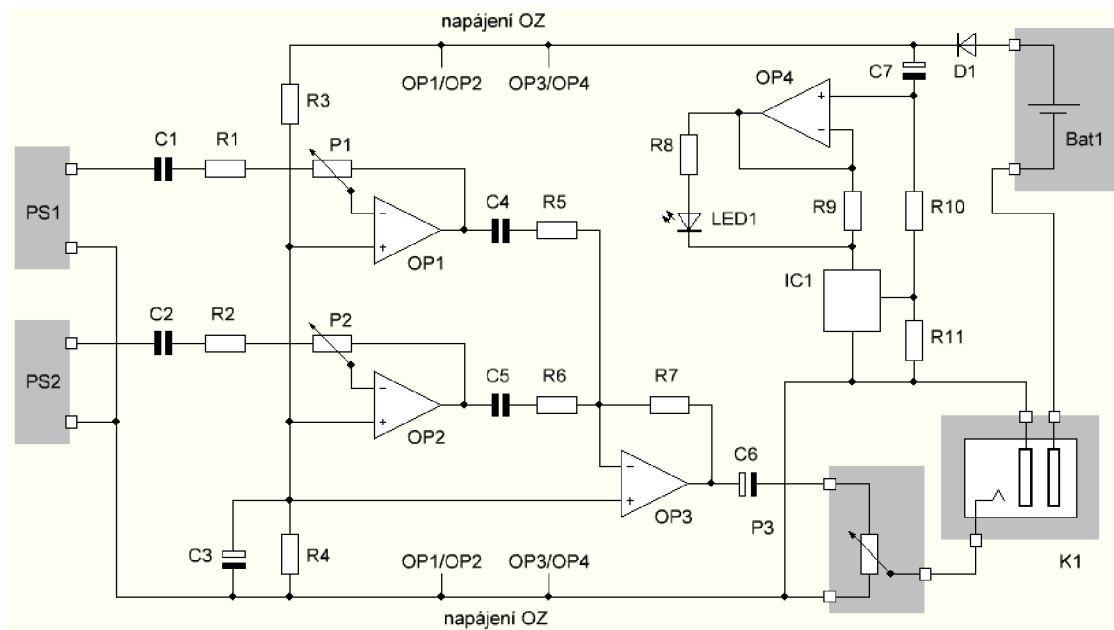 napájení OZ
OP1/OP2
OP3/OP4
C7
D1
OP4
R3
Bat1
C1
R1
P1
R8
PS1
C4
R5
R9
R10
LED1
OP1
IC1
C2
R2
P2
R11
PS2
C5
R6
R7
OP2
C6
OP3
P3
C3
R4
OP1/OP2
OP3/OP4
K1
napájení OZ